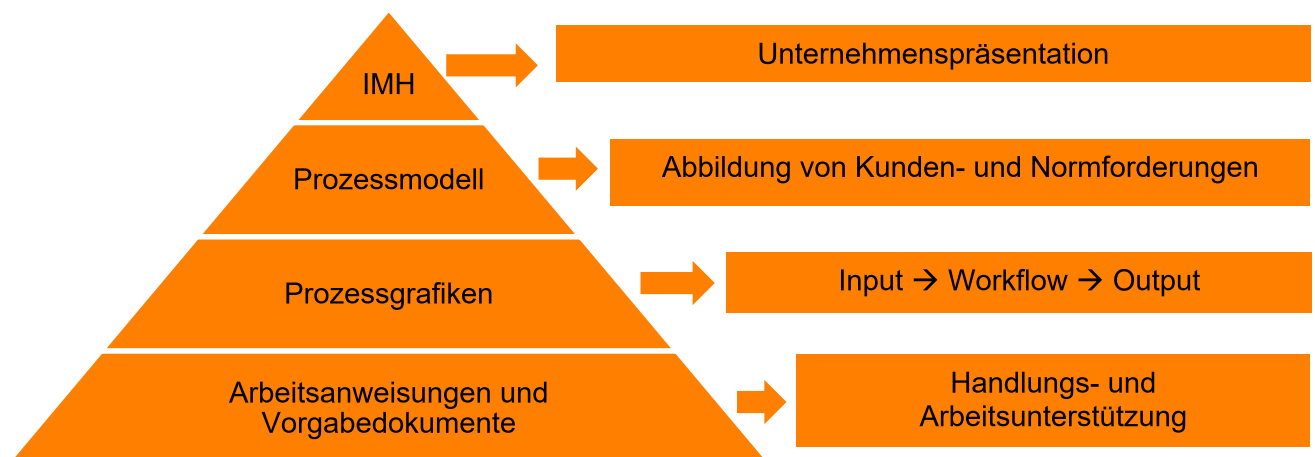 IMH
Unternehmenspräsentation
Prozessmodell
Abbildung von Kunden- und Normforderungen
Prozessgrafiken
Input → Workflow → Output
Arbeitsanweisungen und
Vorgabedokumente
Handlungs- und
Arbeitsunterstützung